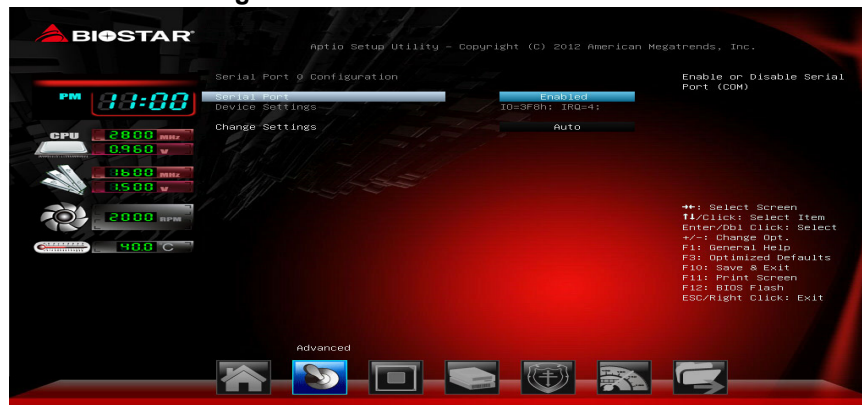 BIOSTAR
Aptio Setup Utility - Copyright (C) 2012 American Megatrends, Inc.
Serial Port 0 Configuration
Serial Port Enabled
Device Settings IO=3F8h; IRQ=4;
Change Settings Auto
Enable or Disable Serial
Port (COM)
PM 11:00
CPU 2800 MHz
0.960 v
1600 MHz
1.500 v
2000 RPM
40.0 C
→←: Select Screen
↑↓/Click: Select Item
Enter/Dbl Click: Select
+/-: Change Opt.
F1: General Help
F3: Optimized Defaults
F10: Save & Exit
F11: Print Screen
F12: BIOS Flash
ESC/Right Click: Exit
Advanced